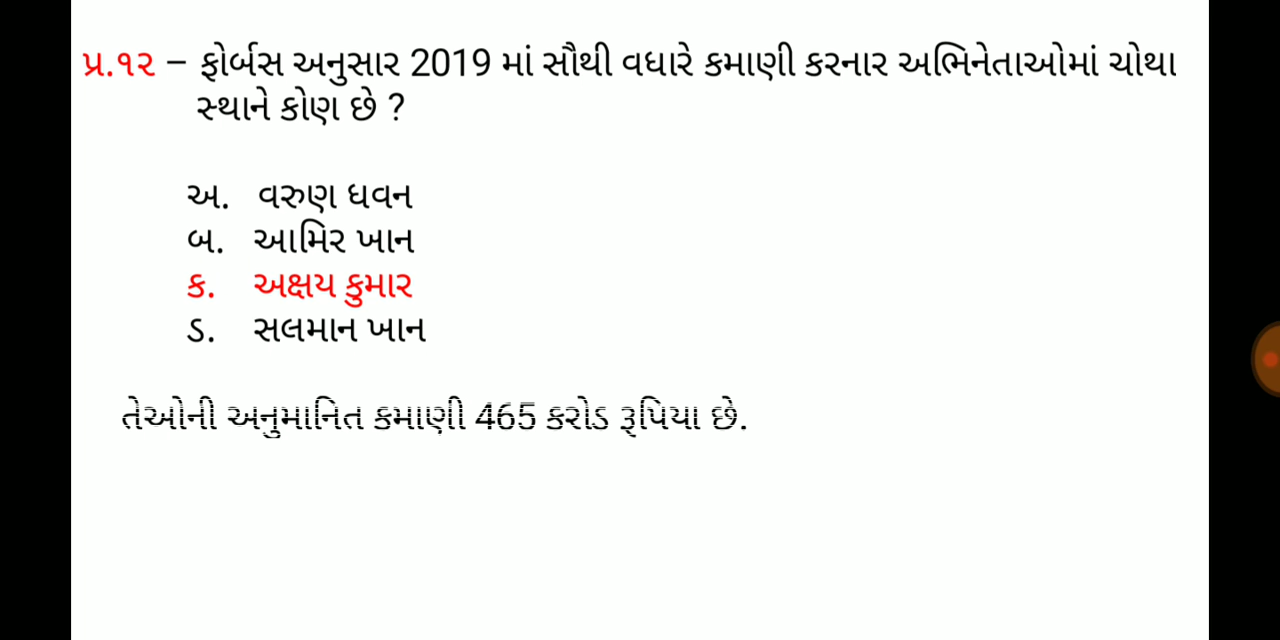 પ્ર.૧૨ – ફોર્બસ અનુસાર 2019 માં સૌથી વધારે કમાણી કરનાર અભિનેતાઓમાં ચોથા
સ્થાને કોણ છે ?
અ. વરુણ ધવન
બ. આમિર ખાન
ક. અક્ષય કુમાર
ડ. સલમાન ખાન
તેઓની અનુમાનિત કમાણી 465 કરોડ રૂપિયા છે.